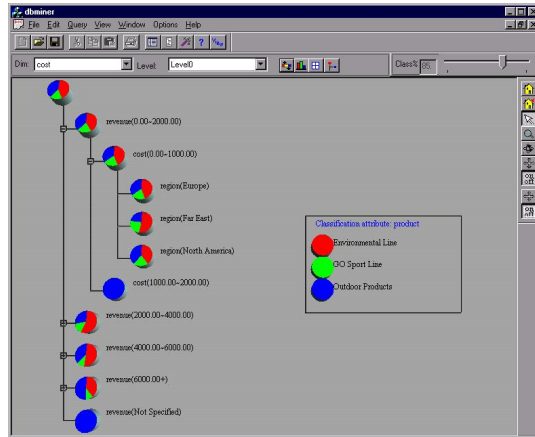 dbminer
File Edit Query View Window Options Help
Dim: cost Level: Level0 Class%
revenue(0.00-2000.00)
cost(0.00-1000.00)
region(Europe)
region(Far East)
region(North America)
cost(1000.00-2000.00)
revenue(2000.00-4000.00)
revenue(4000.00-6000.00)
revenue(6000.00+)
revenue(Not Specified)
Classification attribute: product
Environmental Line
GO Sport Line
Outdoor Products